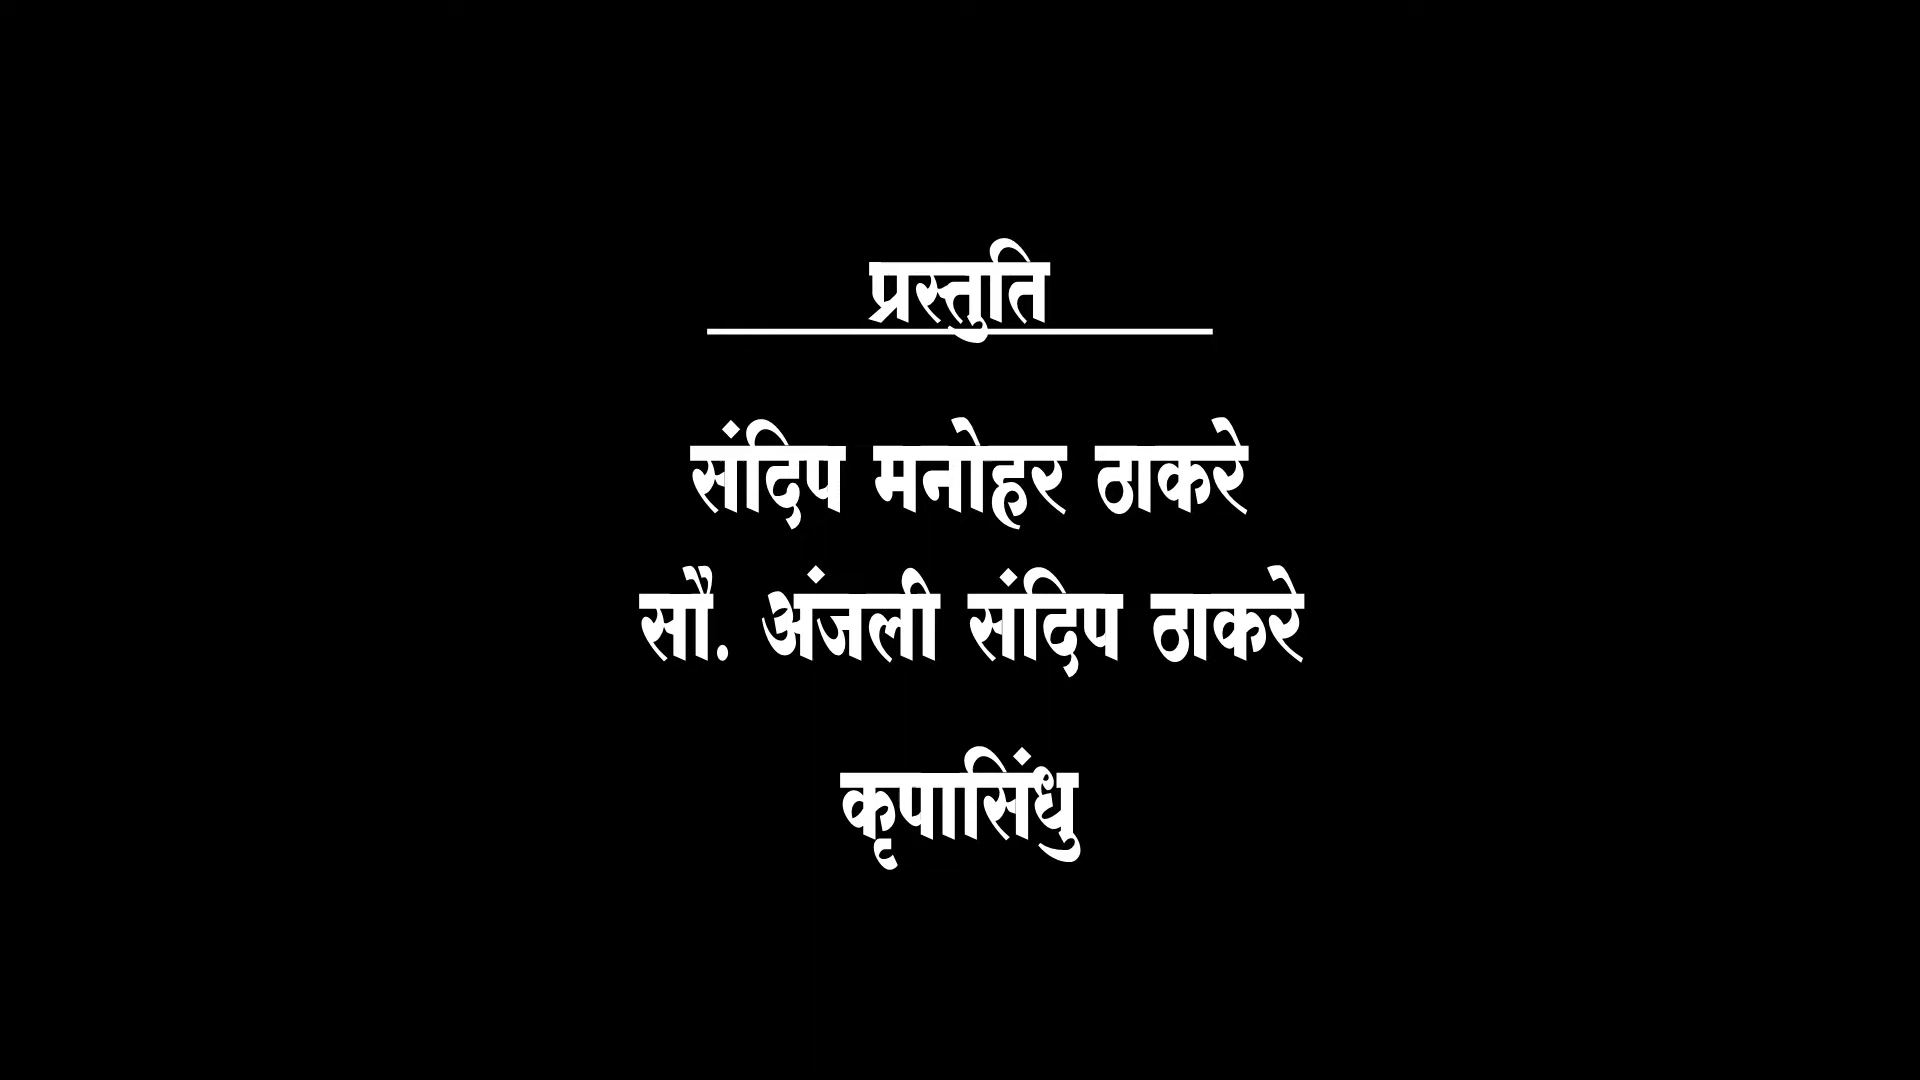 प्रस्तुति
संदिप मनोहर ठाकरे
सौ. अंजली संदिप ठाकरे
कृपासिंधु